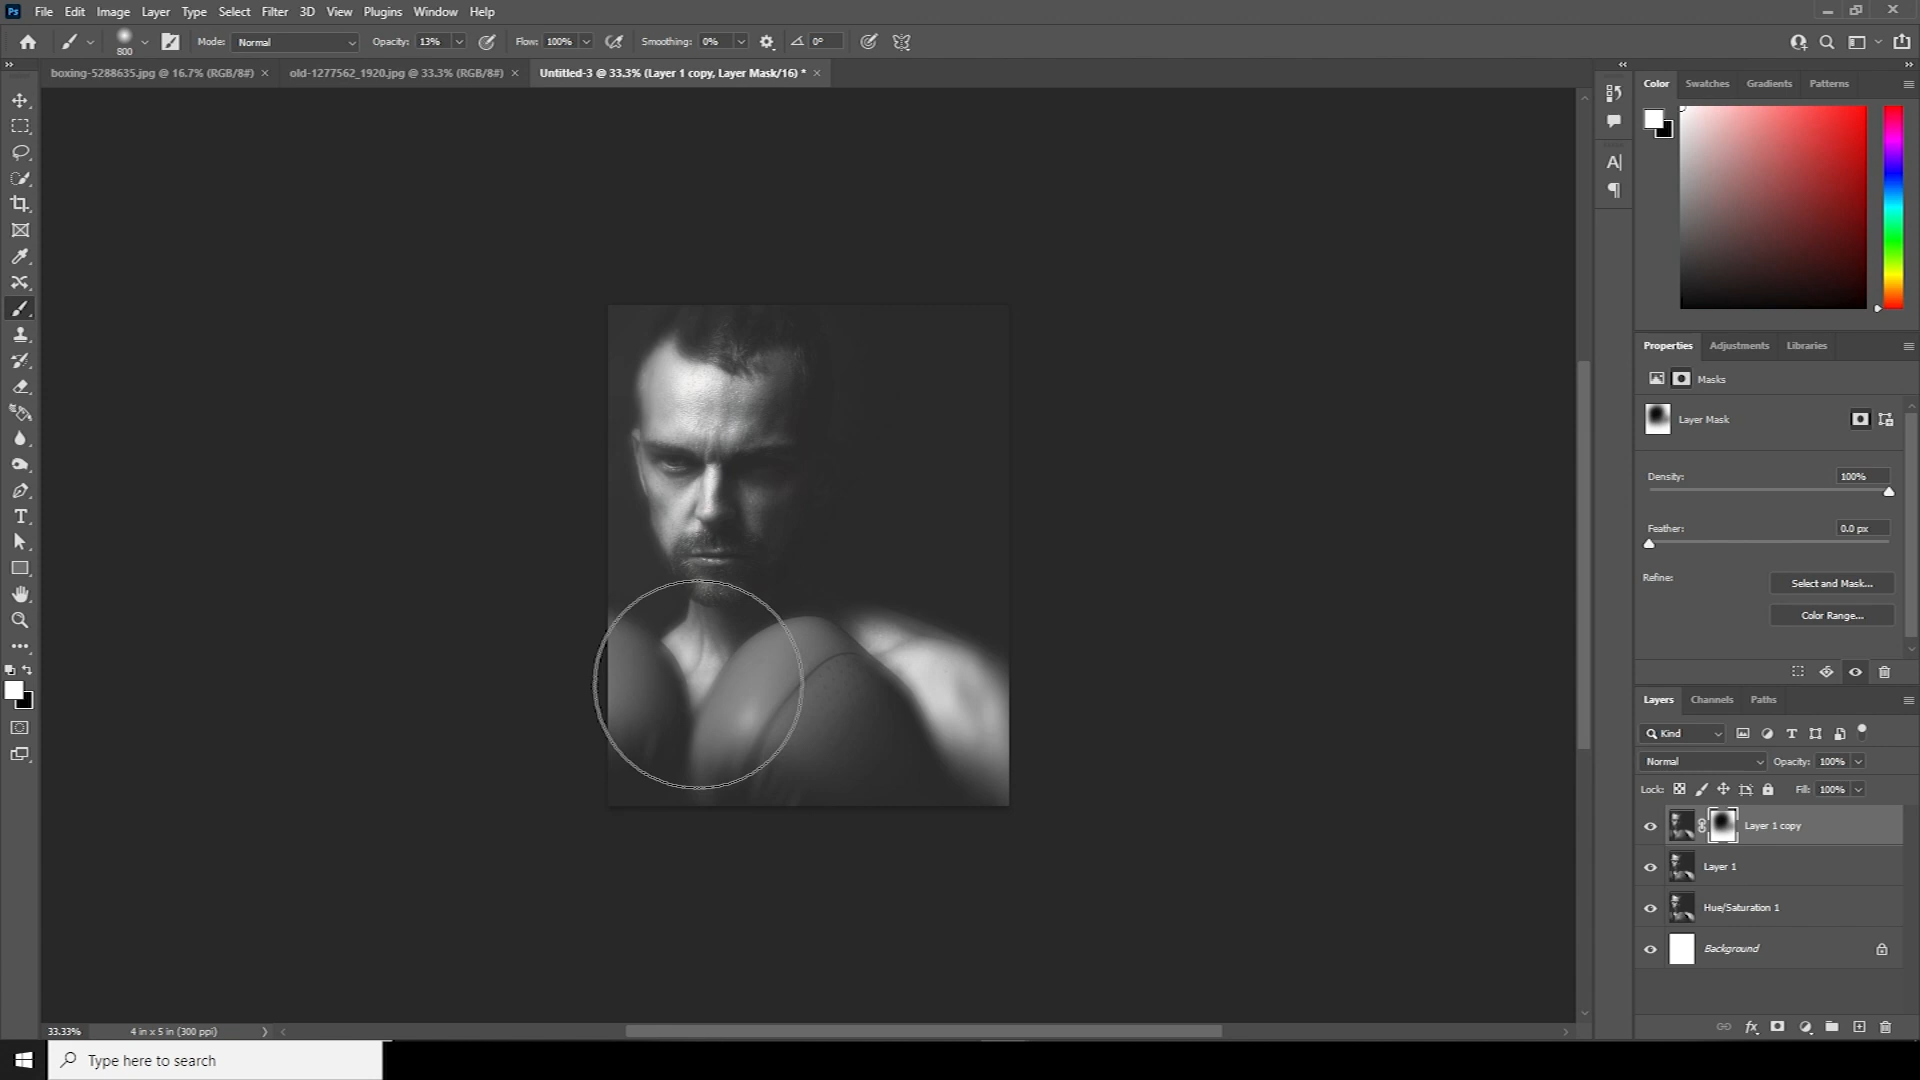 Ps File Edit Image Layer Type Select Filter 3D View Plugins Window Help
800 Mode: Normal Opacity: 13% Flow: 100% Smoothing: 0% 0°
boxing-5288635.jpg @ 16.7% (RGB/8#) × old-1277562_1920.jpg @ 33.3% (RGB/8#) × Untitled-3 @ 33.3% (Layer 1 copy, Layer Mask/16) * ×
Color Swatches Gradients Patterns
Properties Adjustments Libraries
Masks
Layer Mask
Density: 100%
Feather: 0.0 px
Refine: Select and Mask...
Color Range...
Layers Channels Paths
Kind
Normal Opacity: 100%
Lock: Fill: 100%
Layer 1 copy
Layer 1
Hue/Saturation 1
Background
33.33% 4 in x 5 in (300 ppi)
Type here to search